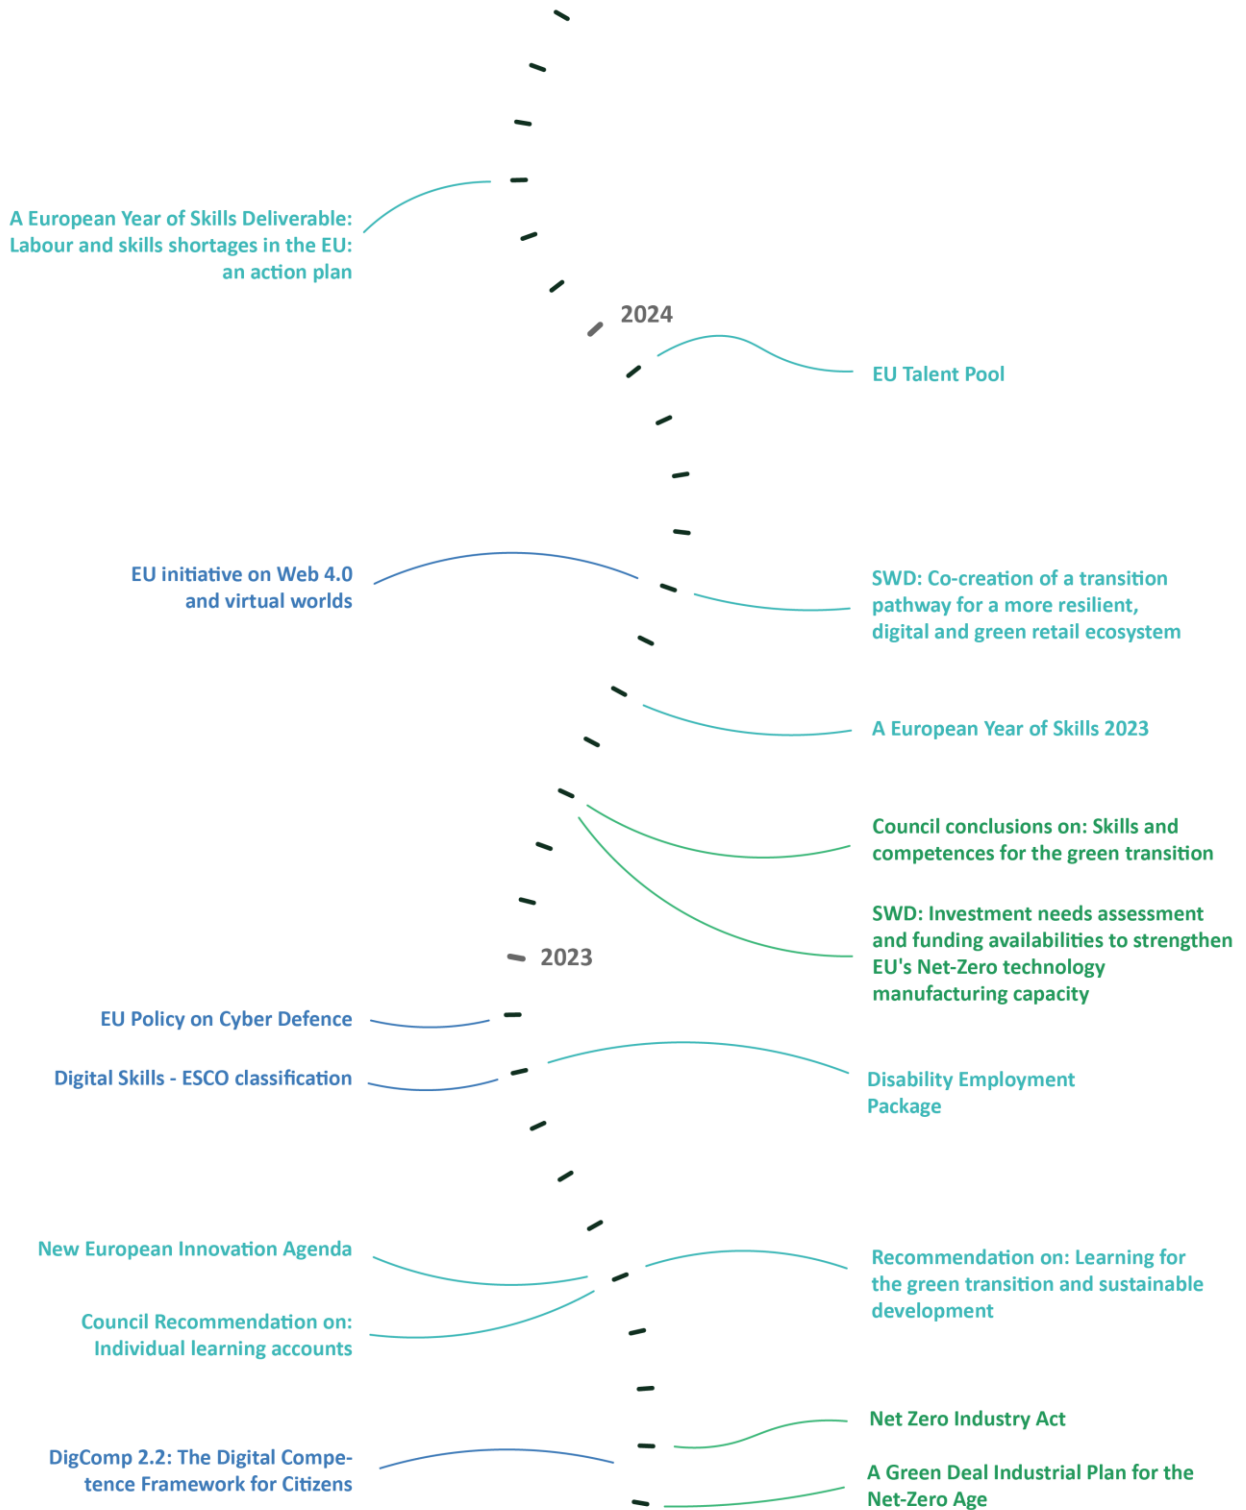 A European Year of Skills Deliverable:
Labour and skills shortages in the EU:
an action plan
2024
EU Talent Pool
EU initiative on Web 4.0
and virtual worlds
SWD: Co-creation of a transition
pathway for a more resilient,
digital and green retail ecosystem
A European Year of Skills 2023
Council conclusions on: Skills and
competences for the green transition
SWD: Investment needs assessment
and funding availabilities to strengthen
EU's Net-Zero technology
manufacturing capacity
2023
EU Policy on Cyber Defence
Digital Skills - ESCO classification
Disability Employment
Package
New European Innovation Agenda
Recommendation on: Learning for
the green transition and sustainable
development
Council Recommendation on:
Individual learning accounts
Net Zero Industry Act
DigComp 2.2: The Digital Compe-
tence Framework for Citizens
A Green Deal Industrial Plan for the
Net-Zero Age